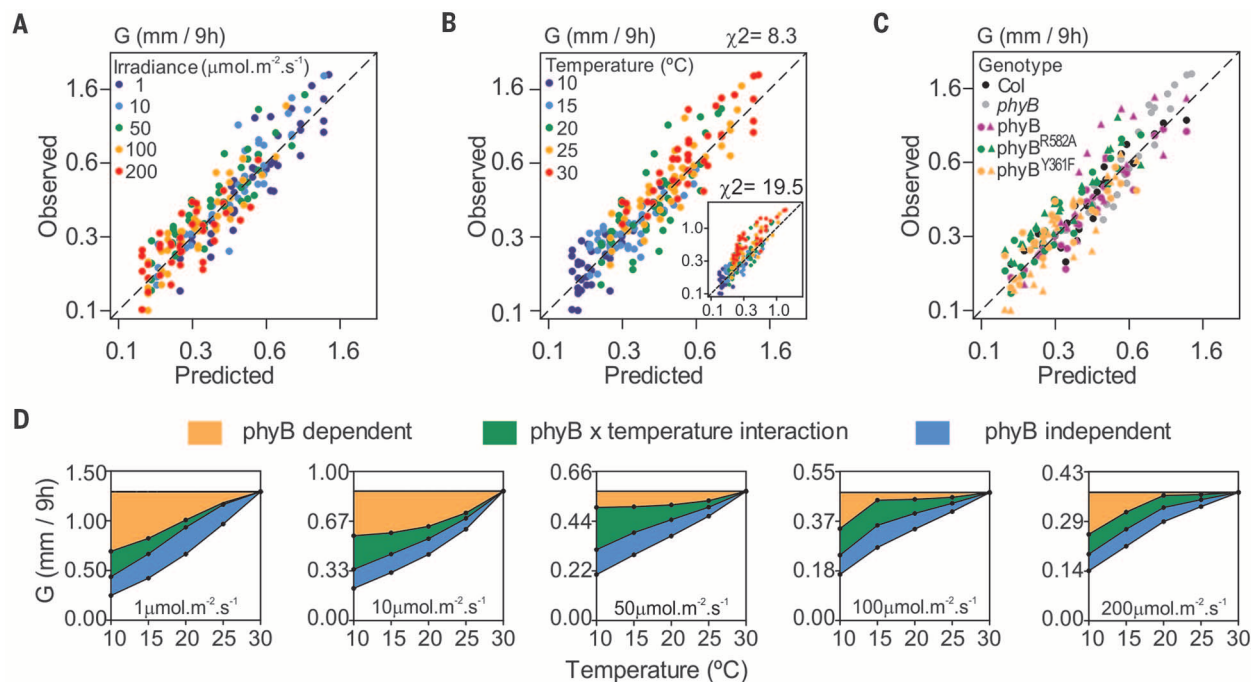 A
G (mm / 9h)
Irradiance (μmol.m⁻².s⁻¹)
1
10
50
100
200
1.6
0.6
0.3
0.1
Observed
0.1 0.3 0.6 1.6
Predicted
B
G (mm / 9h) χ2= 8.3
Temperature (ºC)
10
15
20
25
30
1.6
0.6
0.3
0.1
Observed
χ2= 19.5
1.0
0.3
0.1
0.1 0.3 1.0
0.1 0.3 0.6 1.6
Predicted
C
G (mm / 9h)
Genotype
Col
phyB
phyB
phyB^R582A
phyB^Y361F
1.6
0.6
0.3
0.1
Observed
0.1 0.3 0.6 1.6
Predicted
D
phyB dependent phyB x temperature interaction phyB independent
G (mm / 9h)
1.50
1.00
0.50
0.00
1μmol.m⁻².s⁻¹
10 15 20 25 30
1.00
0.67
0.33
0.00
10μmol.m⁻².s⁻¹
10 15 20 25 30
0.66
0.44
0.22
0.00
50μmol.m⁻².s⁻¹
10 15 20 25 30
0.55
0.37
0.18
0.00
100μmol.m⁻².s⁻¹
10 15 20 25 30
0.43
0.29
0.14
0.00
200μmol.m⁻².s⁻¹
10 15 20 25 30
Temperature (ºC)